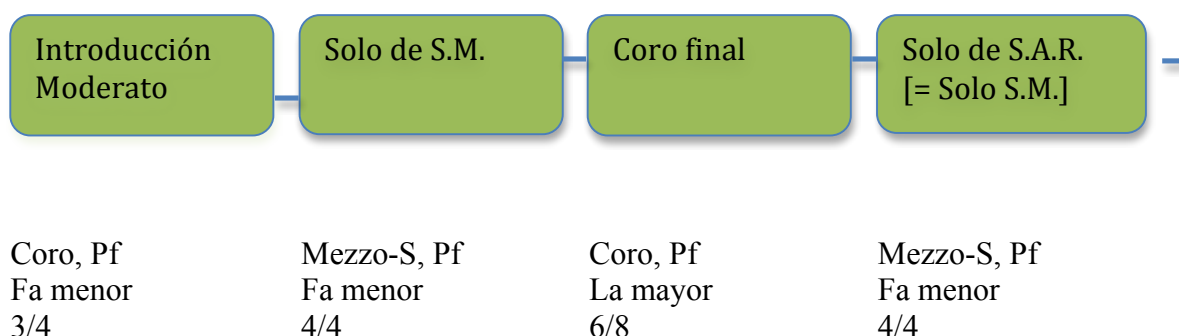 Introducción
Moderato
Solo de S.M.
Coro final
Solo de S.A.R.
[= Solo S.M.]
Coro, Pf
Fa menor
3/4
Mezzo-S, Pf
Fa menor
4/4
Coro, Pf
La mayor
6/8
Mezzo-S, Pf
Fa menor
4/4